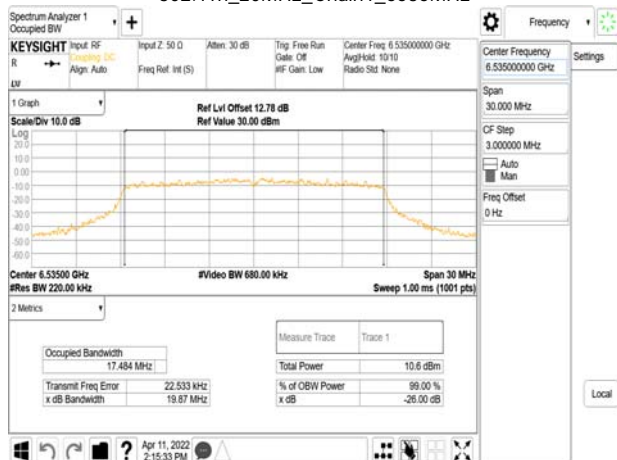 Spectrum Analyzer 1
Occupied BW
KEYSIGHT Input: RF Input Z: 50 Ω Atten: 30 dB Trig: Free Run Center Freq: 6.535000000 GHz
R Coupling: DC Gate: Off Avg|Hold: 10/10
Align: Auto Freq Ref: Int (S) #IF Gain: Low Radio Std: None
1 Graph
Ref Lvl Offset 12.78 dB
Scale/Div 10.0 dB Ref Value 30.00 dBm
Log
20.0
10.0
0.00
-10.0
-20.0
-30.0
-40.0
-50.0
-60.0
Center 6.53500 GHz #Video BW 680.00 kHz Span 30 MHz
#Res BW 220.00 kHz Sweep 1.00 ms (1001 pts)
2 Metrics
Measure Trace Trace 1
Occupied Bandwidth
17.484 MHz Total Power 10.6 dBm
Transmit Freq Error 22.533 kHz % of OBW Power 99.00 %
x dB Bandwidth 19.87 MHz x dB -26.00 dB
Apr 11, 2022
2:15:33 PM
Frequency
Center Frequency
6.535000000 GHz
Settings
Span
30.000 MHz
CF Step
3.000000 MHz
Auto
Man
Freq Offset
0 Hz
Local